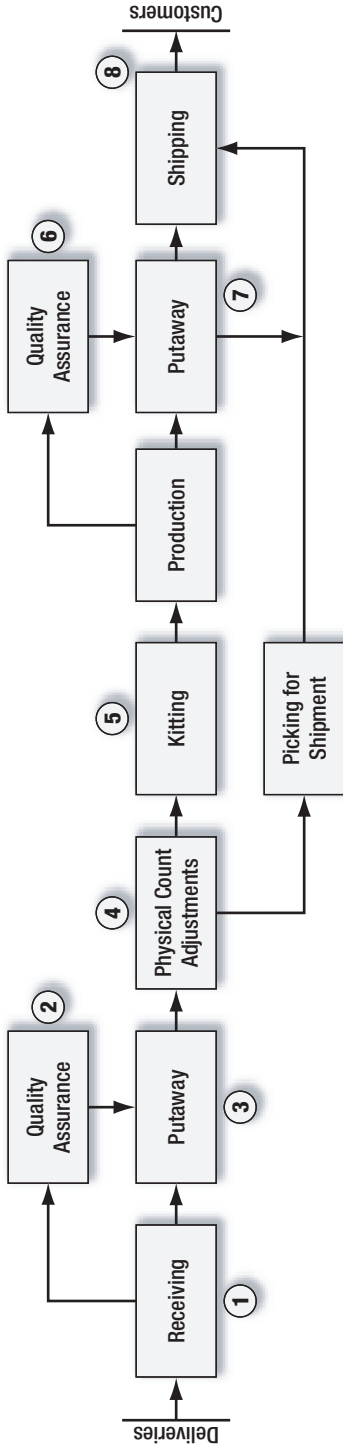 Deliveries
Receiving
1
Quality
Assurance
2
Putaway
3
Physical Count
Adjustments
4
Kitting
5
Picking for
Shipment
Production
Quality
Assurance
6
Putaway
7
Shipping
8
Customers